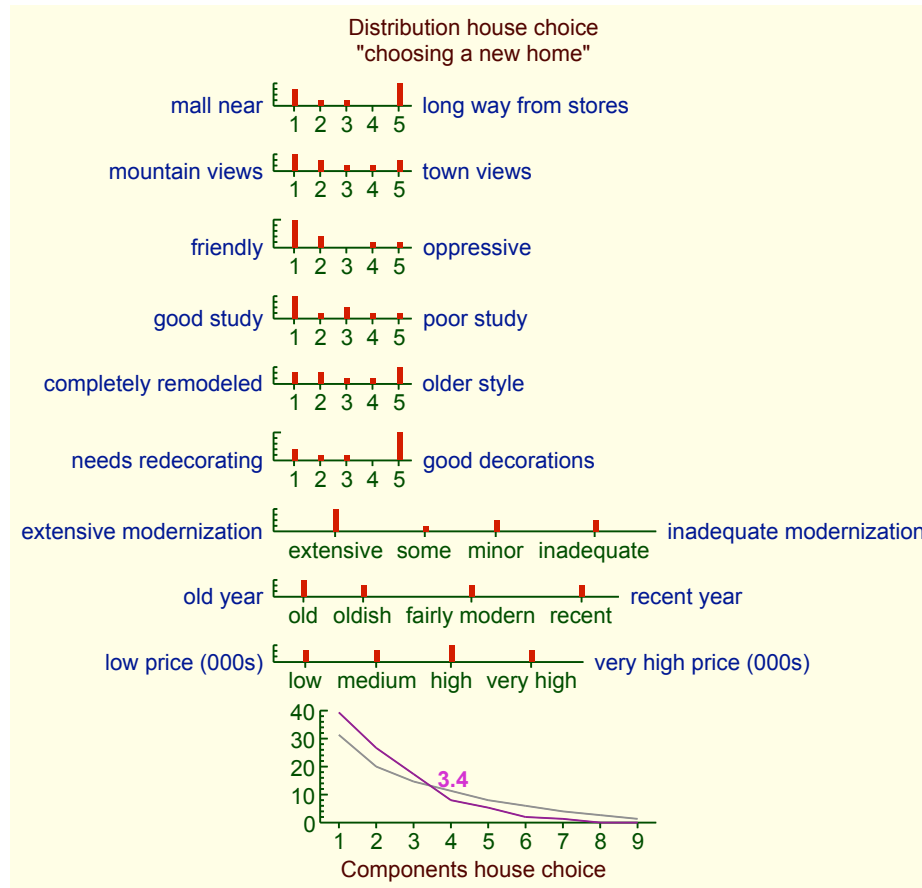 Distribution house choice
"choosing a new home"
mall near long way from stores
1 2 3 4 5
mountain views town views
1 2 3 4 5
friendly oppressive
1 2 3 4 5
good study poor study
1 2 3 4 5
completely remodeled older style
1 2 3 4 5
needs redecorating good decorations
1 2 3 4 5
extensive modernization inadequate modernization
extensive some minor inadequate
old year recent year
old oldish fairly modern recent
low price (000s) very high price (000s)
low medium high very high
40
30
20
3.4
10
0
1 2 3 4 5 6 7 8 9
Components house choice